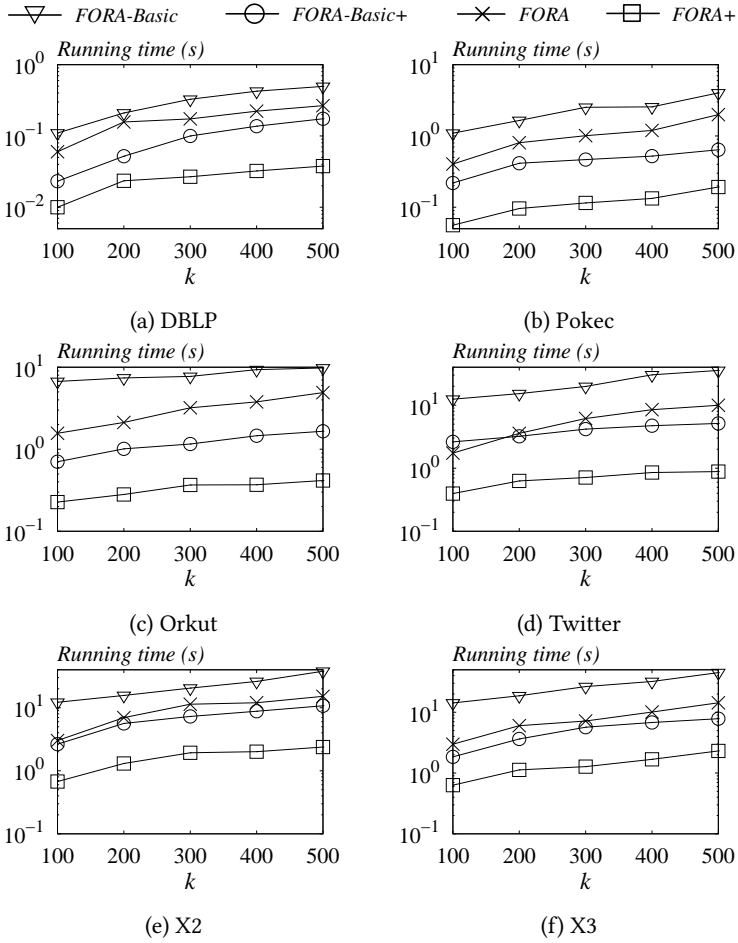 FORA-Basic FORA-Basic+ FORA FORA+
Running time (s) Running time (s)
10^0 10^1
10^-1 10^0
10^-2 10^-1
100 200 300 400 500 100 200 300 400 500
k k
(a) DBLP (b) Pokec
Running time (s) Running time (s)
10^1 10^1
10^0 10^0
10^-1 10^-1
100 200 300 400 500 100 200 300 400 500
k k
(c) Orkut (d) Twitter
Running time (s) Running time (s)
10^1 10^1
10^0 10^0
10^-1 10^-1
100 200 300 400 500 100 200 300 400 500
k k
(e) X2 (f) X3